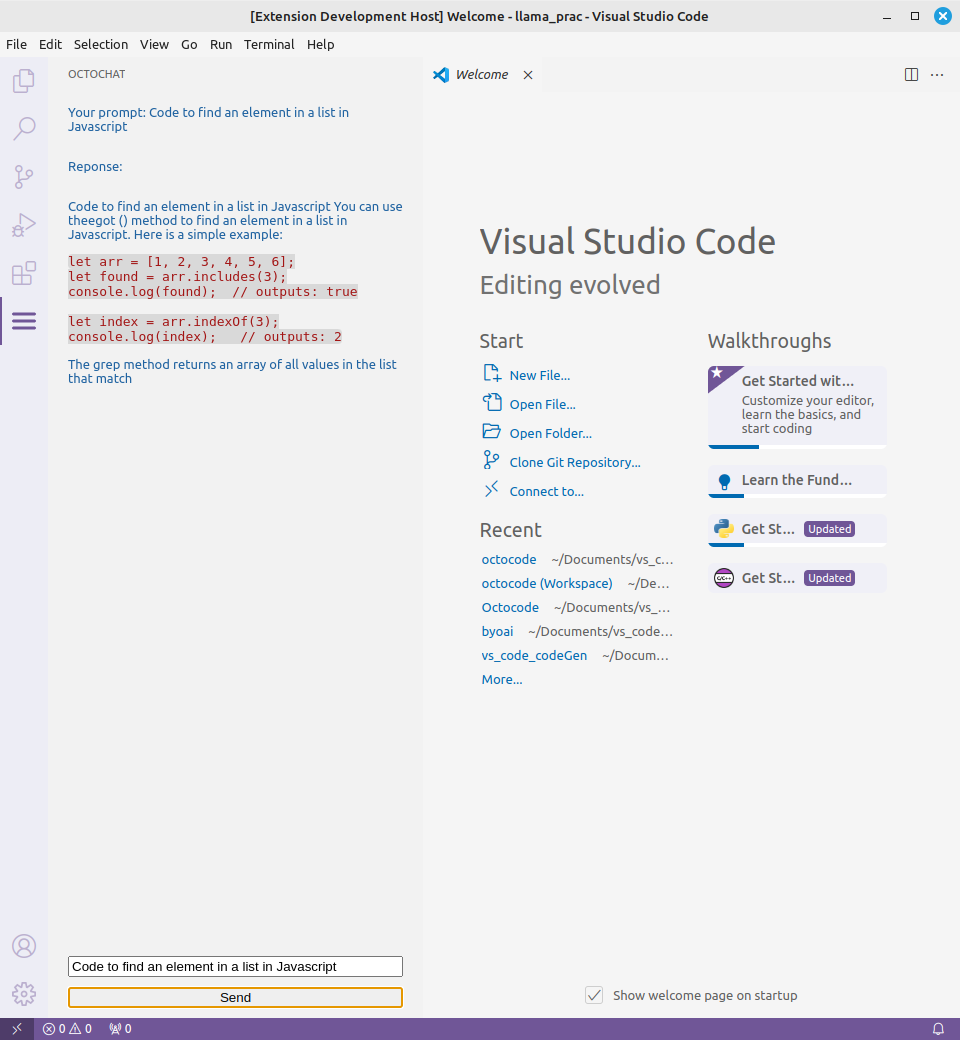 [Extension Development Host] Welcome - llama_prac - Visual Studio Code
File Edit Selection View Go Run Terminal Help
OCTOCHAT
Your prompt: Code to find an element in a list in
Javascript
Reponse:
Code to find an element in a list in Javascript You can use
theegot () method to find an element in a list in
Javascript. Here is a simple example:
let arr = [1, 2, 3, 4, 5, 6];
let found = arr.includes(3);
console.log(found);  // outputs: true
let index = arr.indexOf(3);
console.log(index);   // outputs: 2
The grep method returns an array of all values in the list
that match
Code to find an element in a list in Javascript
Send
Welcome
Visual Studio Code
Editing evolved
Start
New File...
Open File...
Open Folder...
Clone Git Repository...
Connect to...
Recent
octocode ~/Documents/vs_c...
octocode (Workspace) ~/De...
Octocode ~/Documents/vs_...
byoai ~/Documents/vs_code...
vs_code_codeGen ~/Docum...
More...
Walkthroughs
Get Started wit...
Customize your editor,
learn the basics, and
start coding
Learn the Fund...
Get St... Updated
C/C++ Get St... Updated
Show welcome page on startup
0 0 0